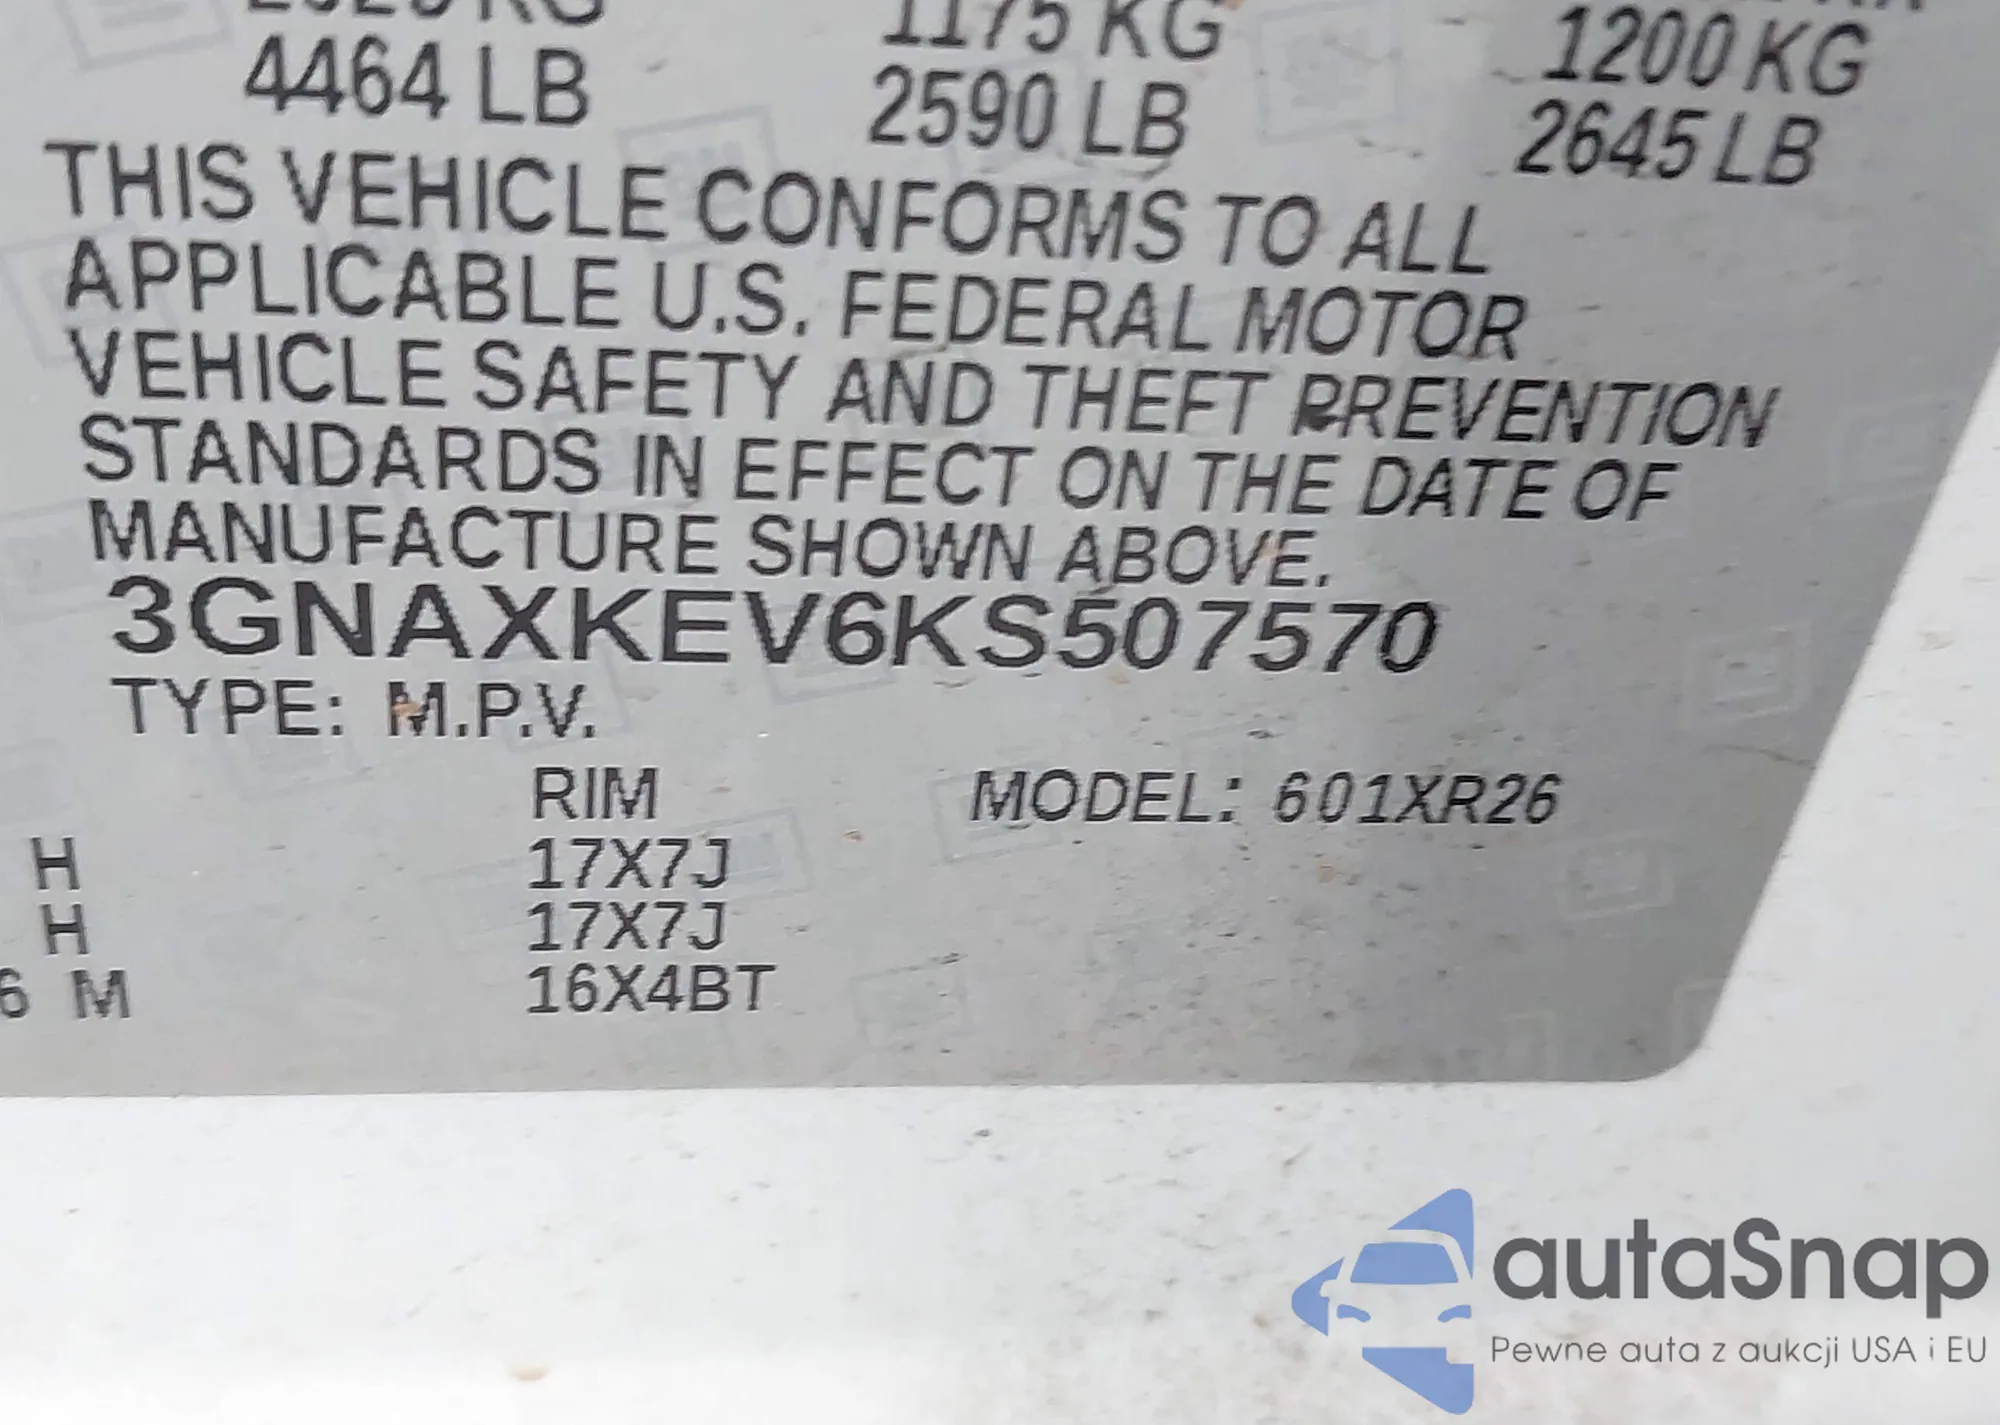 1175 KG 1200 KG
4464 LB 2590 LB 2645 LB
THIS VEHICLE CONFORMS TO ALL
APPLICABLE U.S. FEDERAL MOTOR
VEHICLE SAFETY AND THEFT PREVENTION
STANDARDS IN EFFECT ON THE DATE OF
MANUFACTURE SHOWN ABOVE.
3GNAXKEV6KS507570
TYPE: M.P.V.
RIM MODEL: 601XR26
H 17X7J
H 17X7J
6 M 16X4BT
autaSnap
Pewne auta z aukcji USA i EU